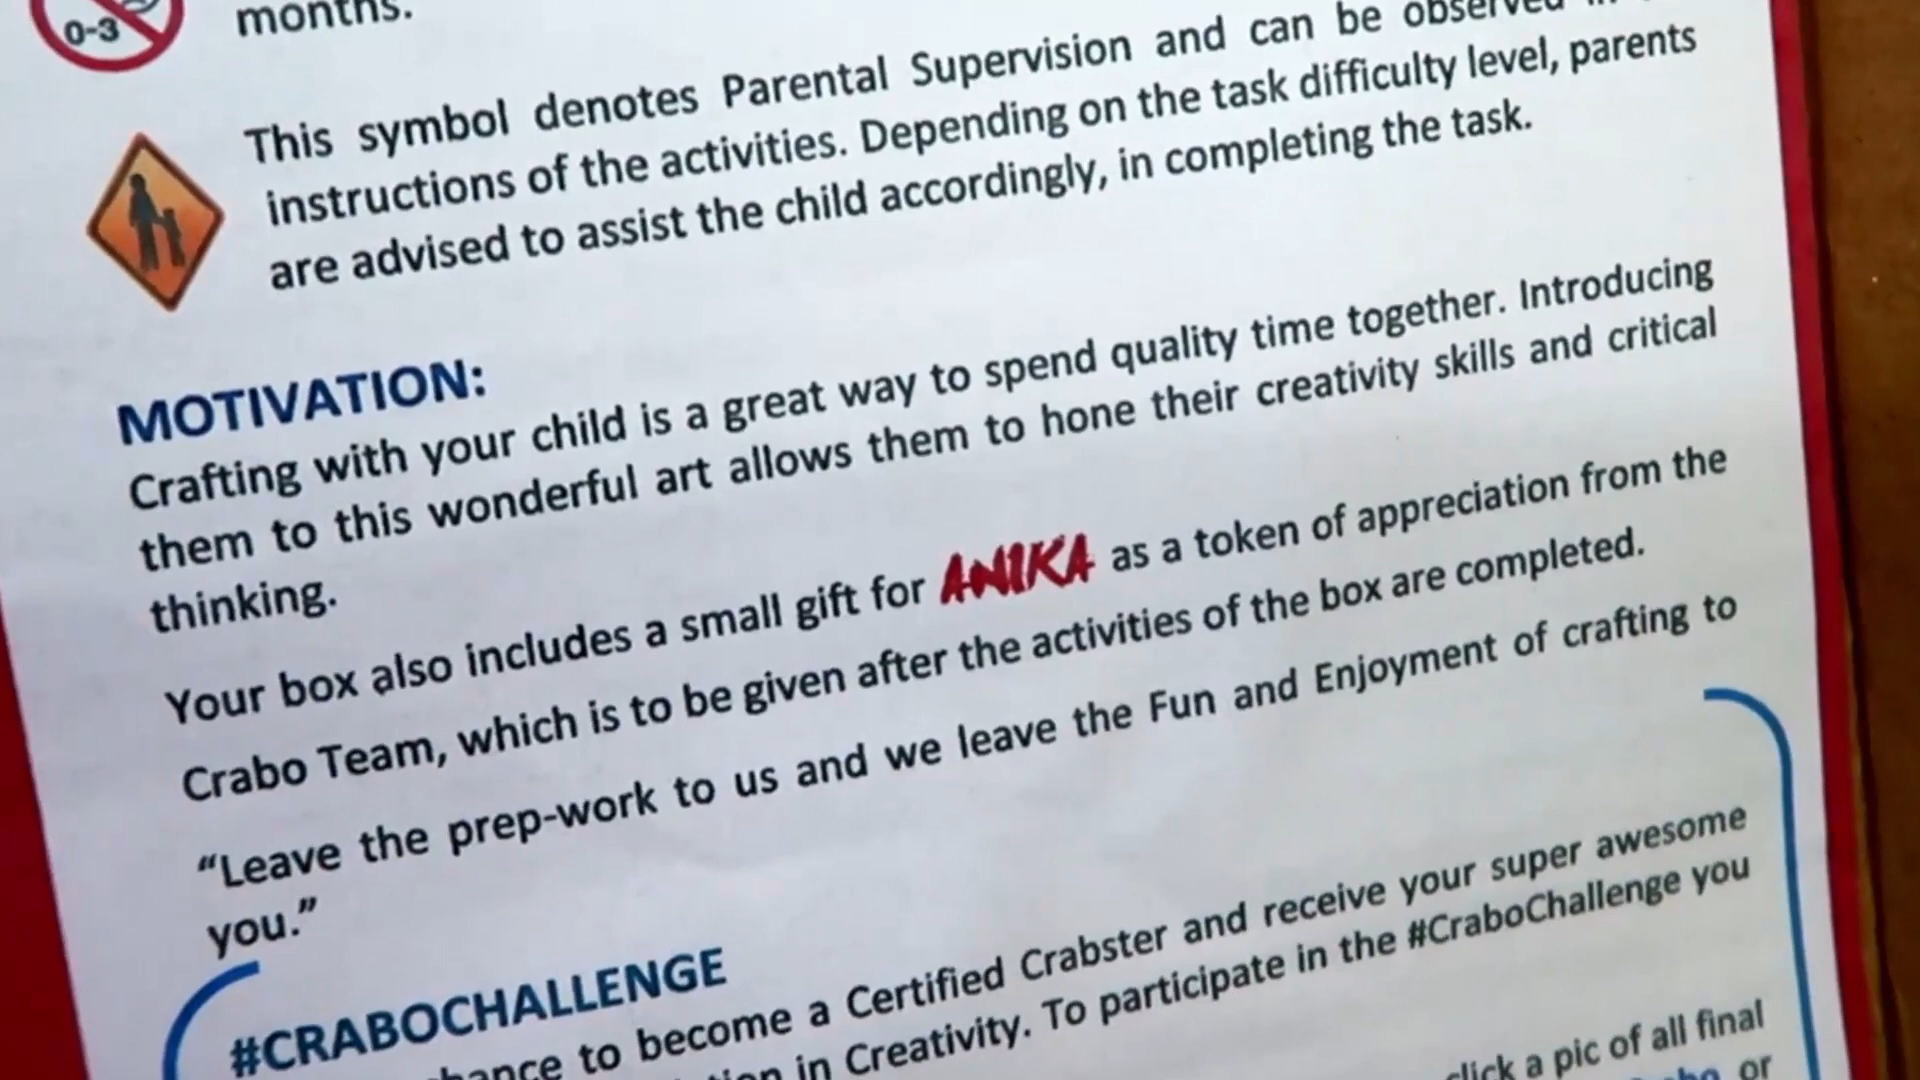 0-3
months.
This symbol denotes Parental Supervision and can be observed
instructions of the activities. Depending on the task difficulty level, parents
are advised to assist the child accordingly, in completing the task.
MOTIVATION:
Crafting with your child is a great way to spend quality time together. Introducing
them to this wonderful art allows them to hone their creativity skills and critical
thinking.
Your box also includes a small gift for ANIKA as a token of appreciation from the
Crabo Team, which is to be given after the activities of the box are completed.
“Leave the prep-work to us and we leave the Fun and Enjoyment of crafting to
you.”
#CRABOCHALLENGE
to become a Certified Crabster and receive your super awesome
in Creativity. To participate in the #CraboChallenge you
click a pic of all final
or